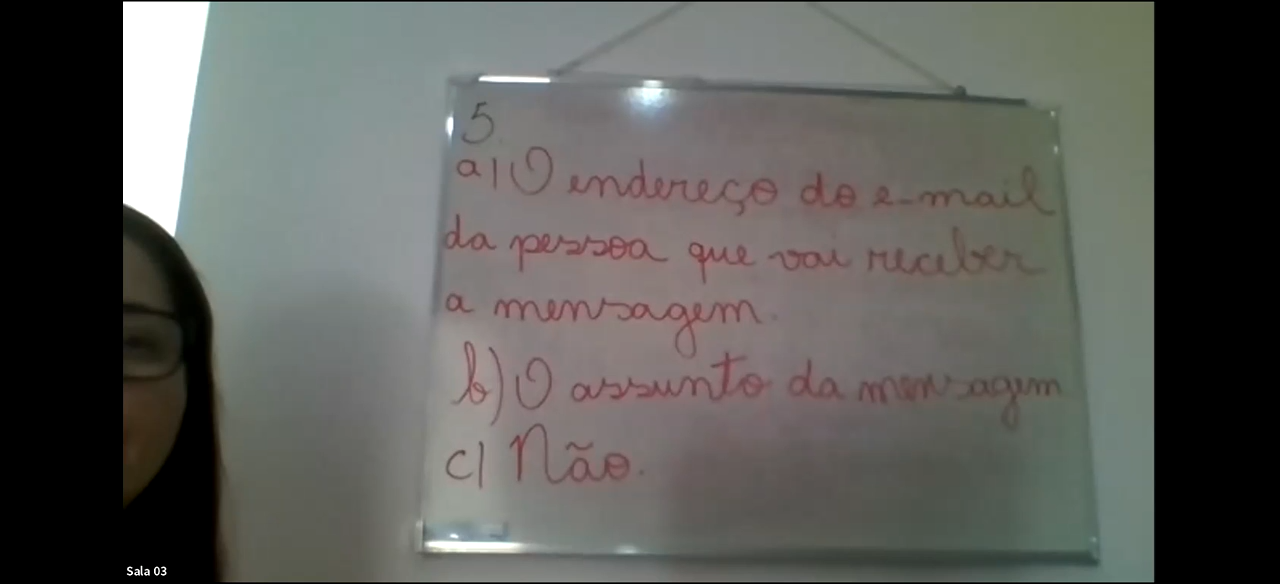 5
a) O endereço do e-mail
da pessoa que vai receber
a mensagem.
b) O assunto da mensagem
c) Não.
Sala 03